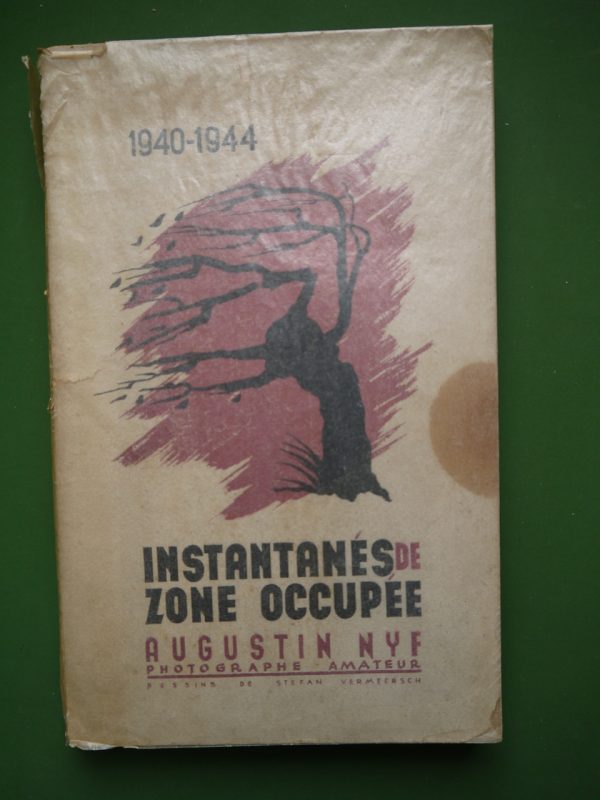 1940-1944
INSTANTANÉS DE
ZONE OCCUPÉE
AUGUSTIN NYF
PHOTOGRAPHE AMATEUR
DESSINS DE STEFAN VERMEERSCH